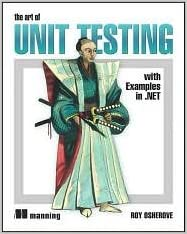 the art of
UNIT TESTING
with Examples in .NET
manning
ROY OSHEROVE